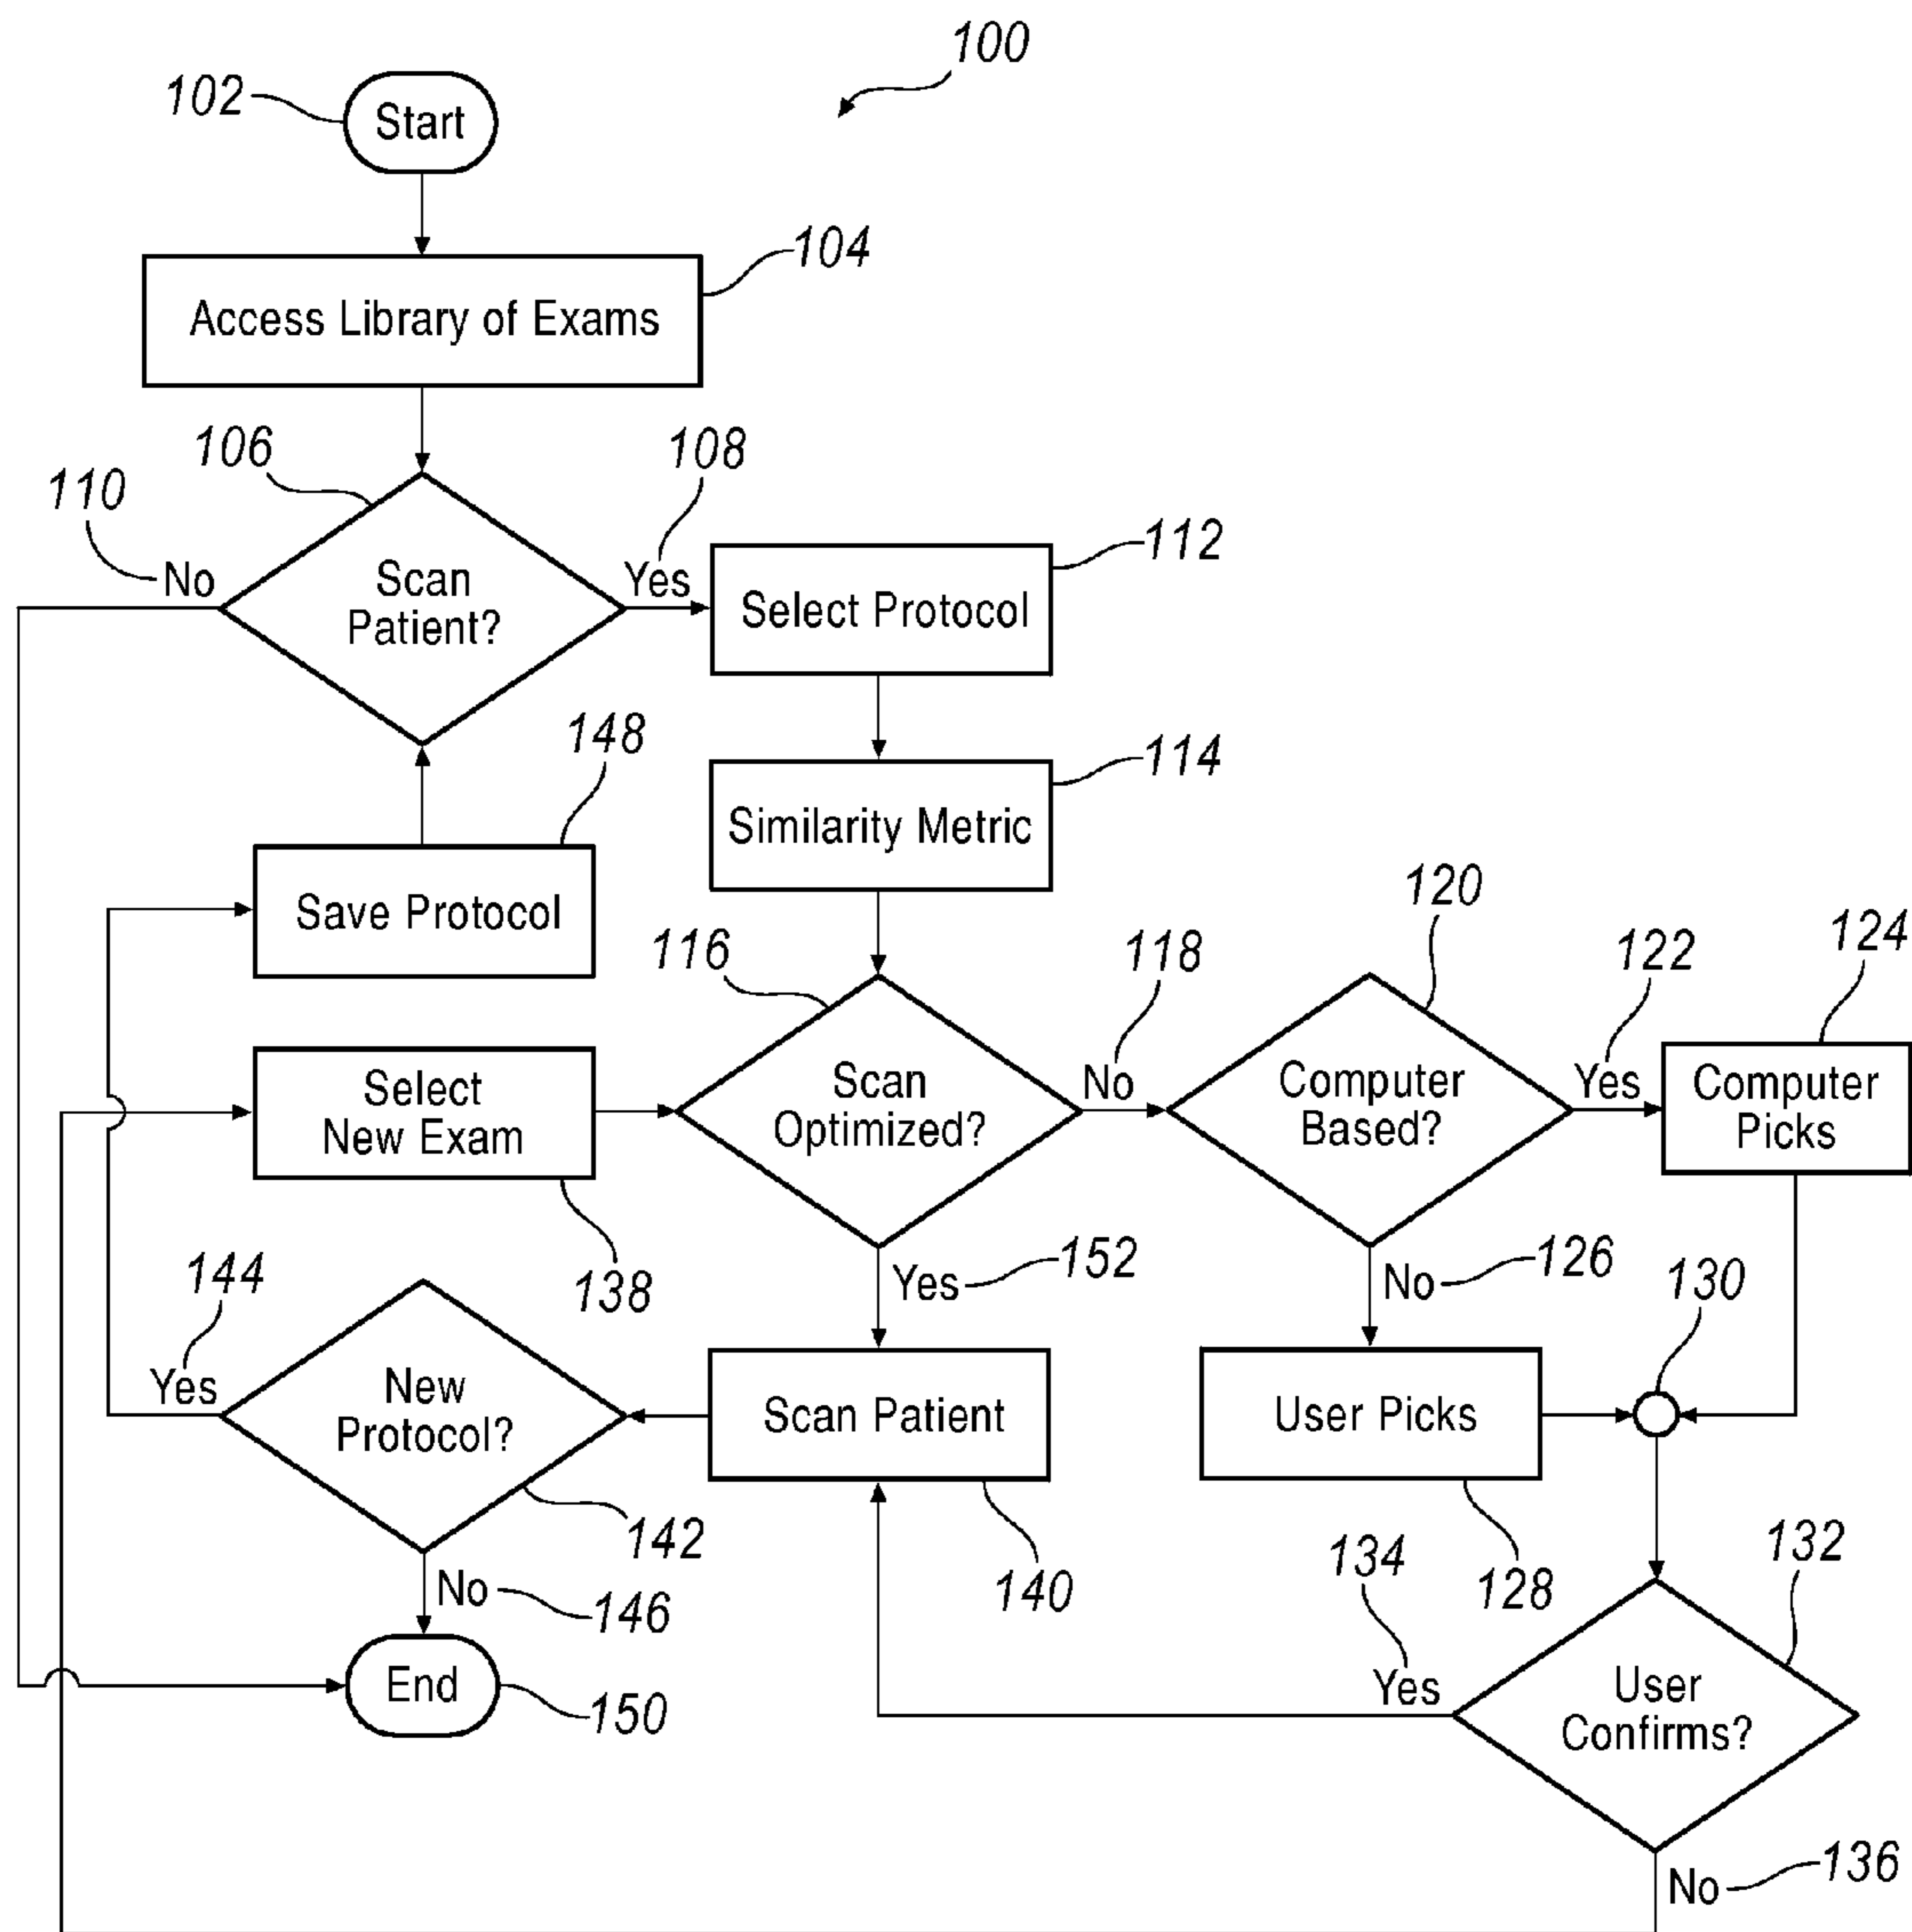 100
102
Start
104
Access Library of Exams
106
108
110
No
Scan
Patient?
Yes
112
Select Protocol
148
114
Similarity Metric
Save Protocol
116
118
120
122
124
Select
New Exam
Scan
Optimized?
No
Computer
Based?
Yes
Computer
Picks
138
144
Yes
152
No
126
130
Yes
New
Protocol?
Scan Patient
User Picks
142
140
134
128
132
No
146
End
150
Yes
User
Confirms?
No
136